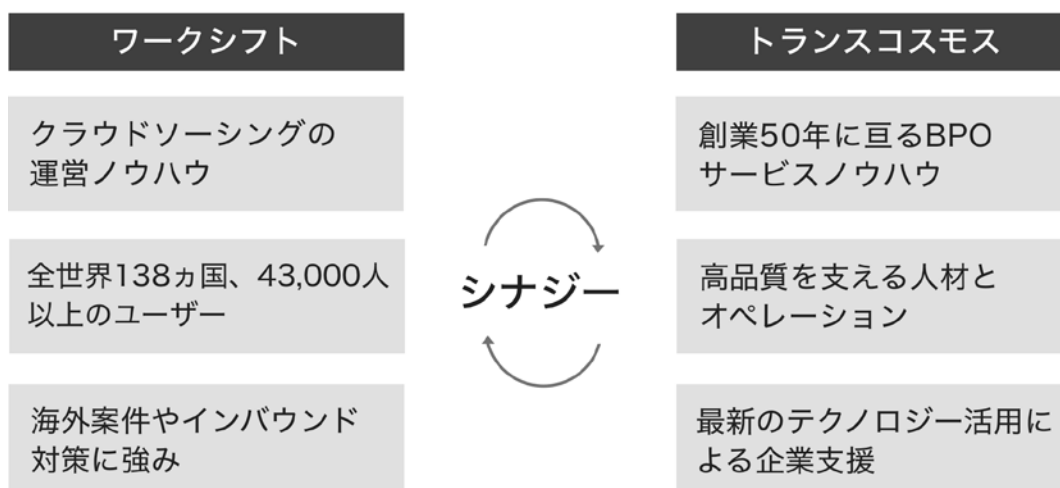 ワークシフト
クラウドソーシングの
運営ノウハウ
全世界138ヵ国、43,000人
以上のユーザー
海外案件やインバウンド
対策に強み
シナジー
トランスコスモス
創業50年に亘るBPO
サービスノウハウ
高品質を支える人材と
オペレーション
最新のテクノロジー活用に
よる企業支援